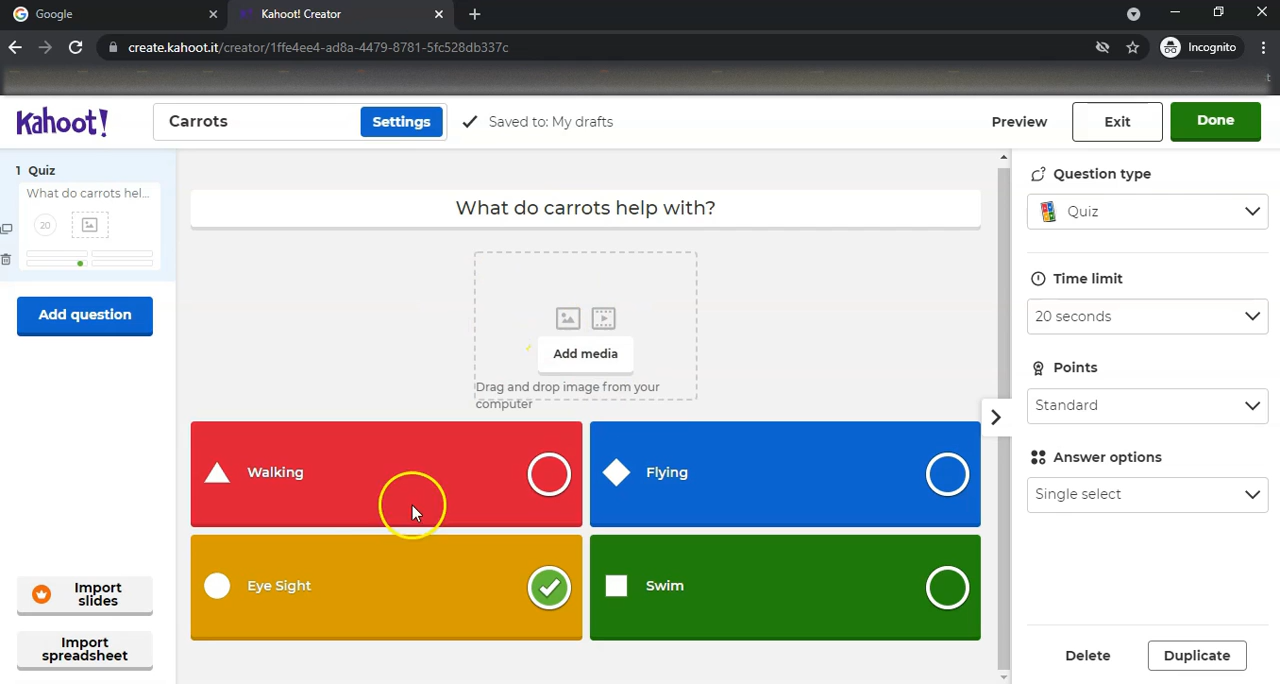 Google
Kahoot! Creator
create.kahoot.it/creator/1ffe4ee4-ad8a-4479-8781-5fc528db337c
Incognito
Kahoot!
Carrots
Settings
Saved to: My drafts
Preview
Exit
Done
1 Quiz
What do carrots hel...
20
Add question
Import slides
Import spreadsheet
What do carrots help with?
Add media
Drag and drop image from your
computer
Walking
Flying
Eye Sight
Swim
Question type
Quiz
Time limit
20 seconds
Points
Standard
Answer options
Single select
Delete
Duplicate